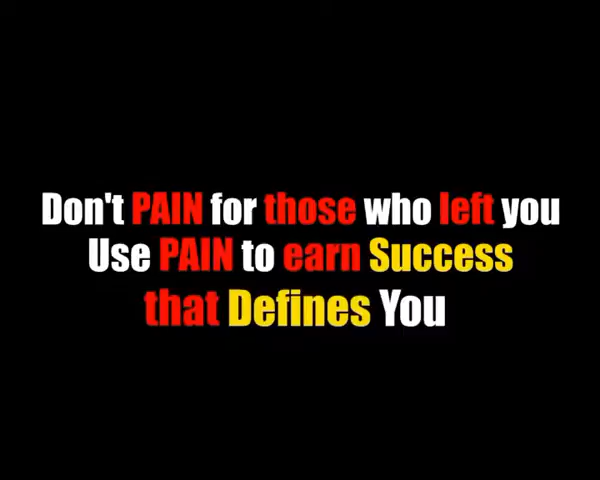 Don't PAIN for those who left you
Use PAIN to earn Success
that Defines You